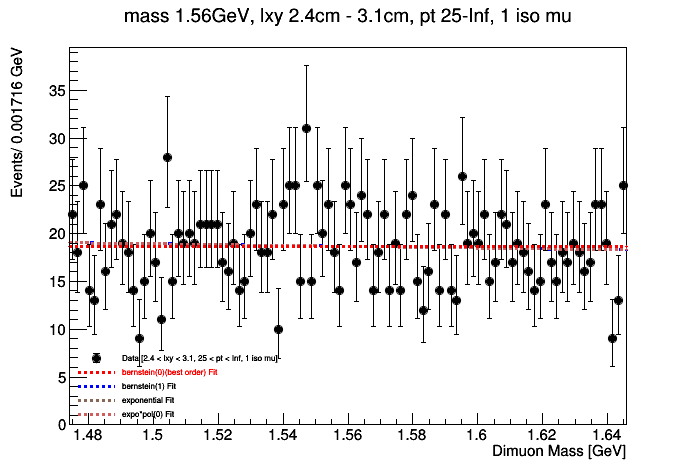 mass 1.56GeV, lxy 2.4cm - 3.1cm, pt 25-Inf, 1 iso mu
Events/ 0.001716 GeV
35
30
25
20
15
10
5
0
Data [2.4 < lxy < 3.1, 25 < pt < Inf, 1 iso mu]
bernstein(0)(best order) Fit
bernstein(1) Fit
exponential Fit
expo*pol(0) Fit
1.48 1.5 1.52 1.54 1.56 1.58 1.6 1.62 1.64
Dimuon Mass [GeV]